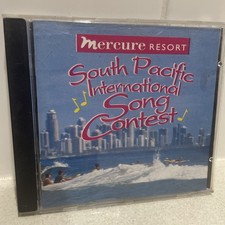 Mercure RESORT
South Pacific
International
Song
Contest